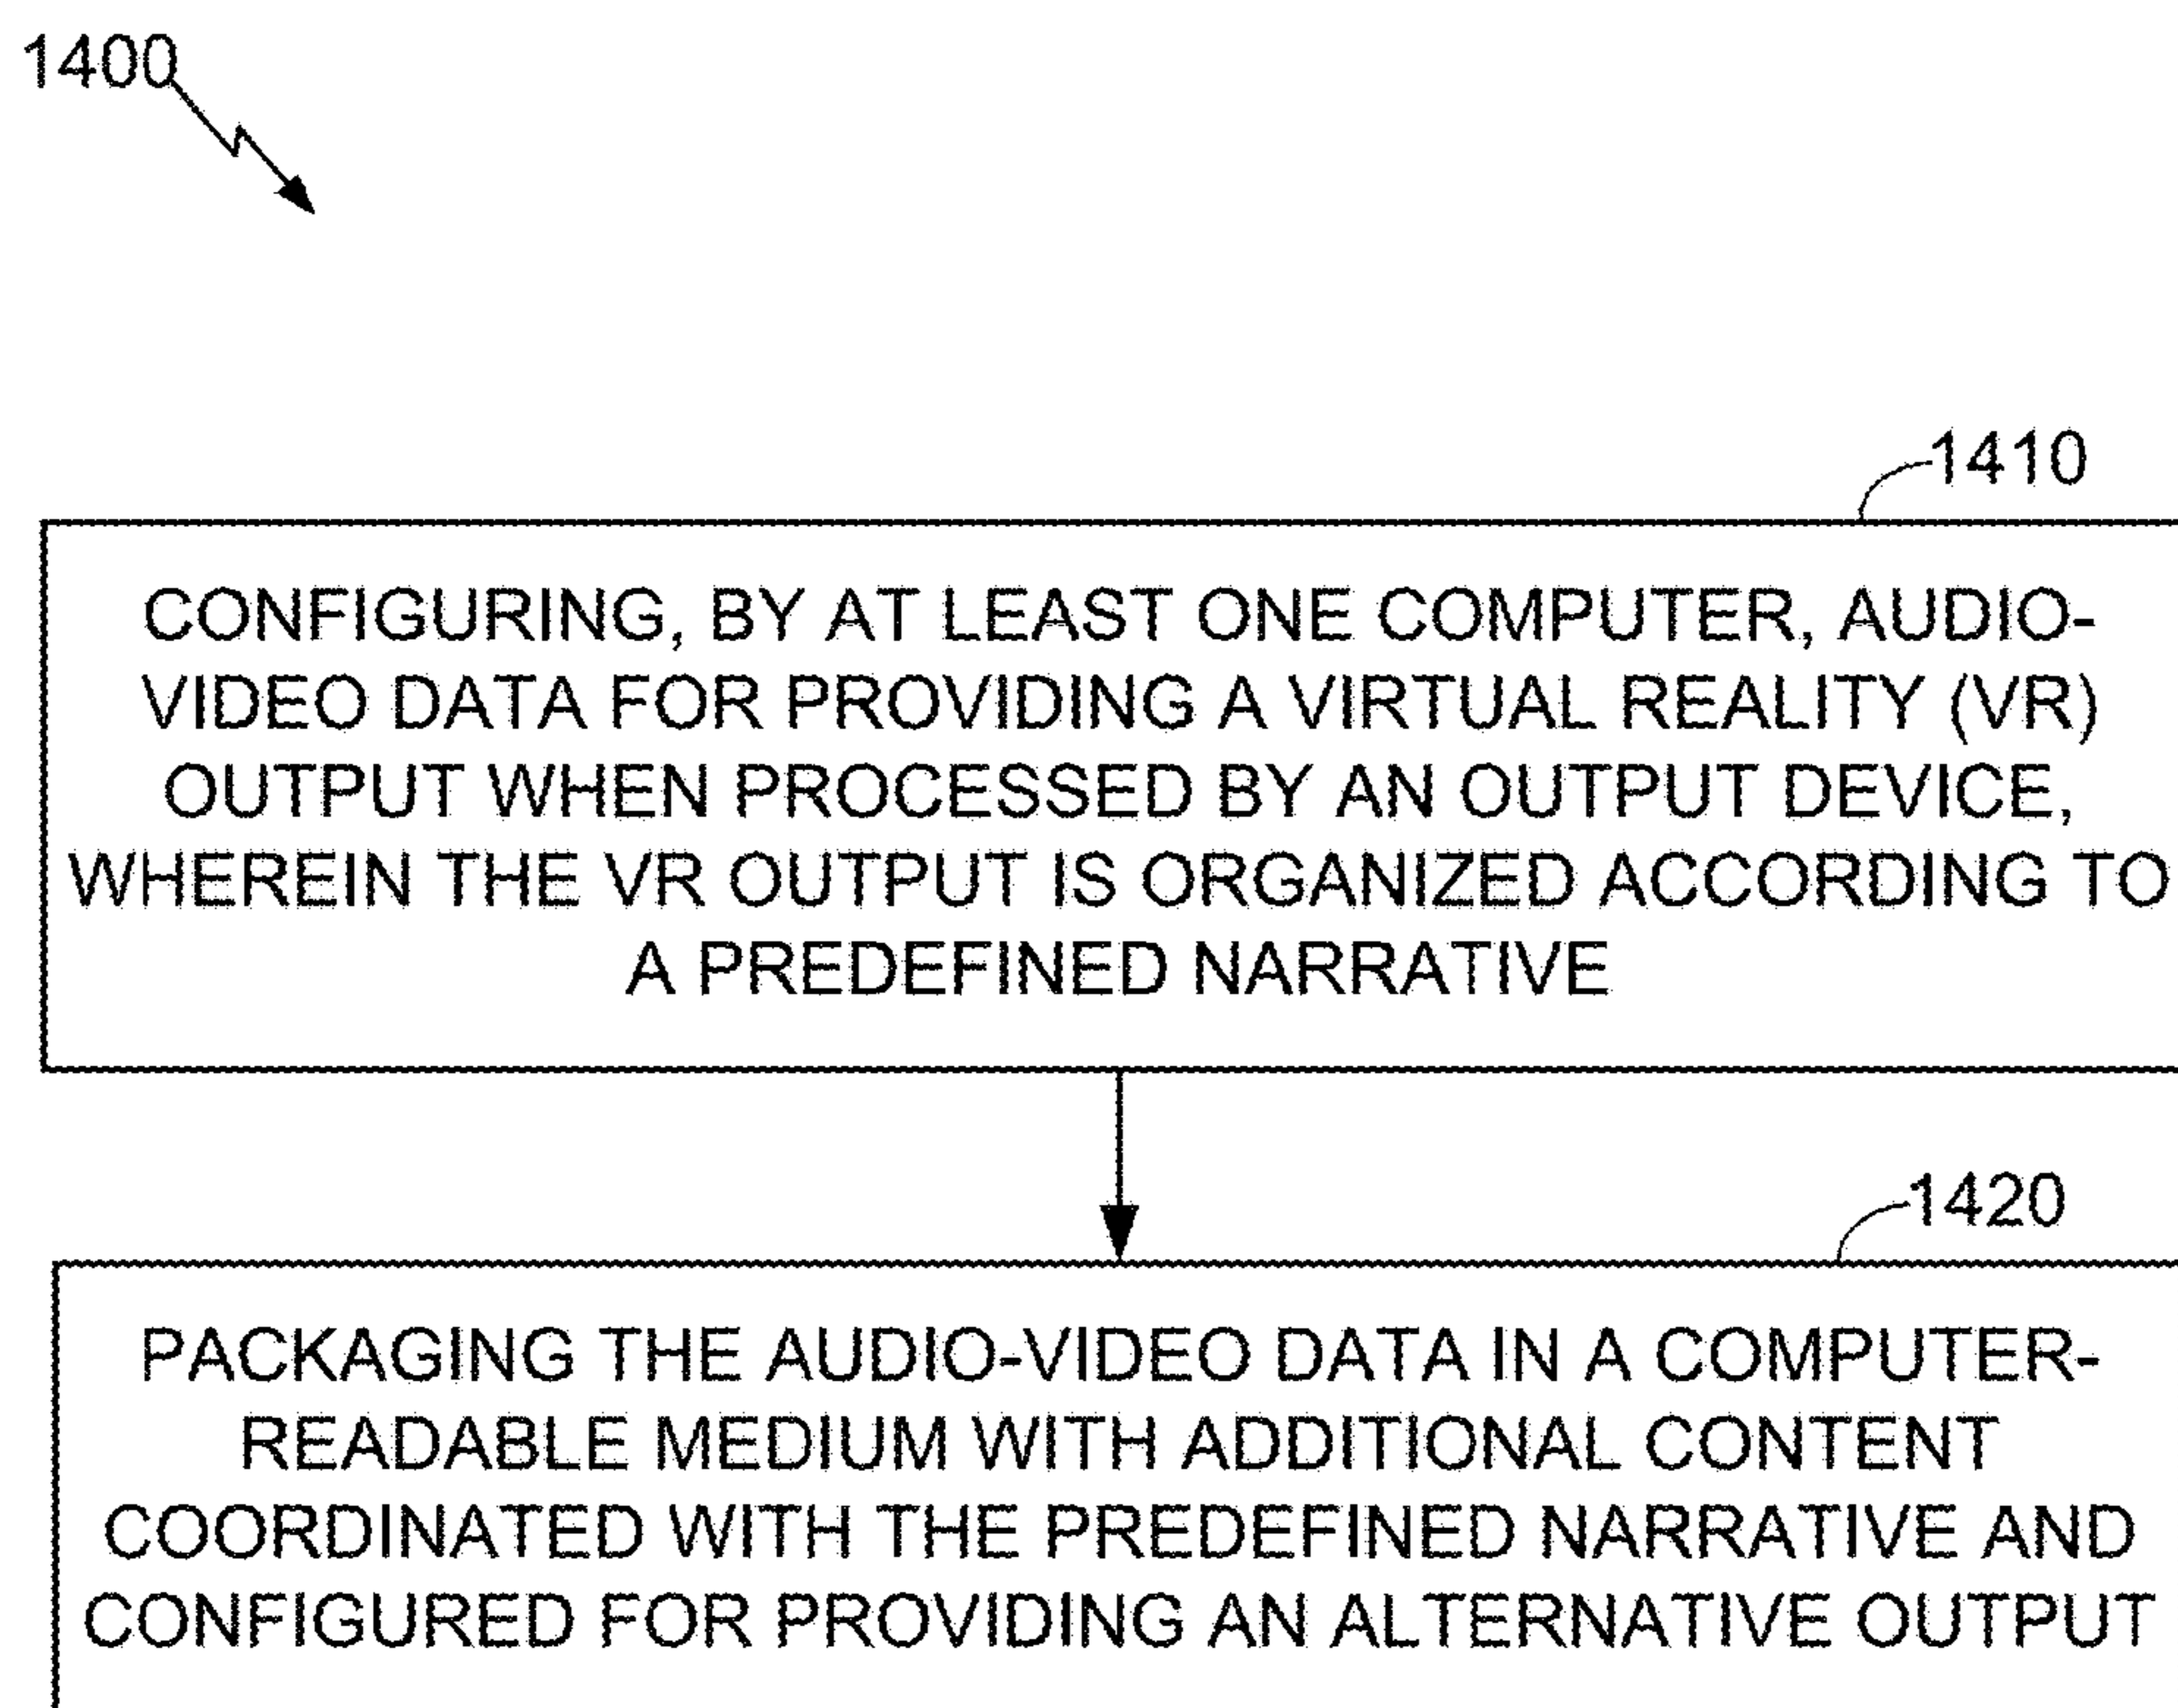 1400
1410
CONFIGURING, BY AT LEAST ONE COMPUTER, AUDIO-
VIDEO DATA FOR PROVIDING A VIRTUAL REALITY (VR)
OUTPUT WHEN PROCESSED BY AN OUTPUT DEVICE,
WHEREIN THE VR OUTPUT IS ORGANIZED ACCORDING TO
A PREDEFINED NARRATIVE
1420
PACKAGING THE AUDIO-VIDEO DATA IN A COMPUTER-
READABLE MEDIUM WITH ADDITIONAL CONTENT
COORDINATED WITH THE PREDEFINED NARRATIVE AND
CONFIGURED FOR PROVIDING AN ALTERNATIVE OUTPUT